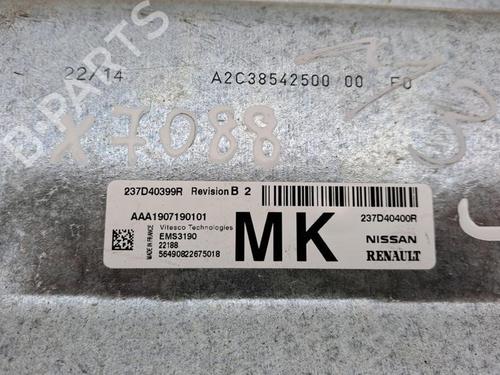 B-PARTS
22/14 A2C38542500 00 F0
X7088
237D40399R Revision B 2
AAA1907190101 237D40400R
Vitesco Technologies
EMS3190
22188
56490822675018
MADE IN FRANCE
MK
NISSAN
RENAULT